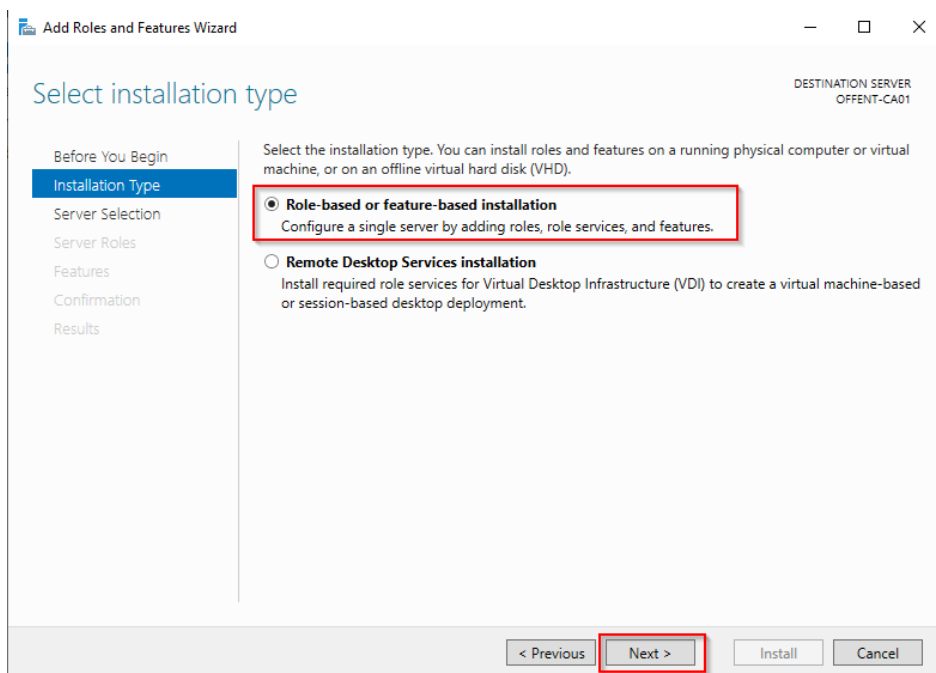 Add Roles and Features Wizard
Select installation type
DESTINATION SERVER
OFFENT-CA01
Before You Begin
Installation Type
Server Selection
Server Roles
Features
Confirmation
Results
Select the installation type. You can install roles and features on a running physical computer or virtual
machine, or on an offline virtual hard disk (VHD).
Role-based or feature-based installation
Configure a single server by adding roles, role services, and features.
Remote Desktop Services installation
Install required role services for Virtual Desktop Infrastructure (VDI) to create a virtual machine-based
or session-based desktop deployment.
< Previous
Next >
Install
Cancel